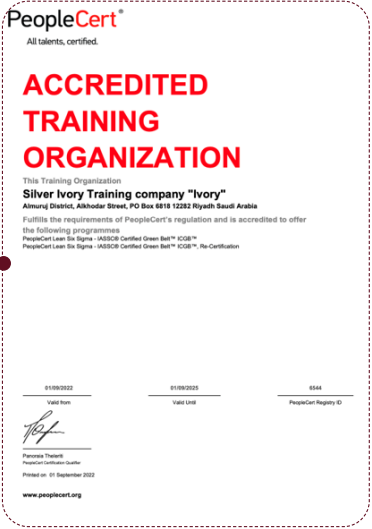 PeopleCert®
All talents, certified.
ACCREDITED
TRAINING
ORGANIZATION
This Training Organization
Silver Ivory Training company "Ivory"
Almuruj District, Alkhodar Street, PO Box 6818 12282 Riyadh Saudi Arabia
Fulfills the requirements of PeopleCert's regulation and is accredited to offer
the following programmes
PeopleCert Lean Six Sigma - IASSC® Certified Green Belt™ ICGB™
PeopleCert Lean Six Sigma - IASSC® Certified Green Belt™ ICGB™, Re-Certification
01/09/2022 01/09/2025 6544
Valid from Valid Until PeopleCert Registry ID
Panorea Theleriti
PeopleCert Certification Qualifier
Printed on 01 September 2022
www.peoplecert.org